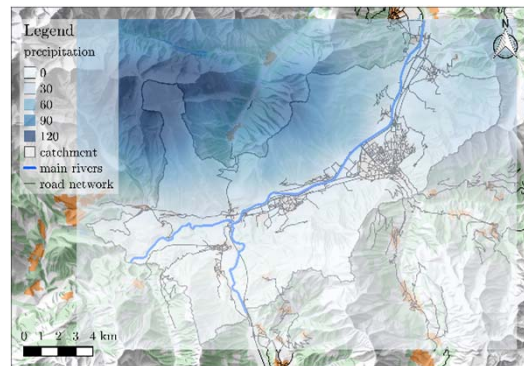 Legend
precipitation
0
30
60
90
120
catchment
main rivers
road network
N
0 1 2 3 4 km